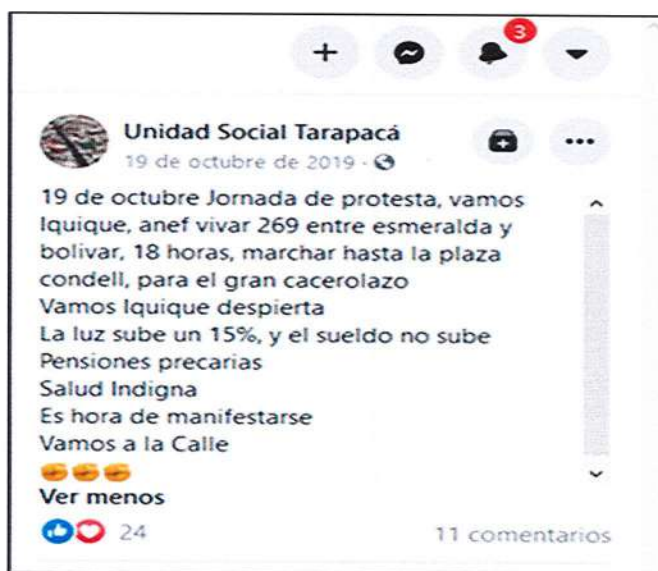 3
Unidad Social Tarapacá
19 de octubre de 2019 ·
19 de octubre Jornada de protesta, vamos
Iquique, anef vivar 269 entre esmeralda y
bolivar, 18 horas, marchar hasta la plaza
condell, para el gran cacerolazo
Vamos Iquique despierta
La luz sube un 15%, y el sueldo no sube
Pensiones precarias
Salud Indigna
Es hora de manifestarse
Vamos a la Calle
✊✊✊
Ver menos
24 11 comentarios